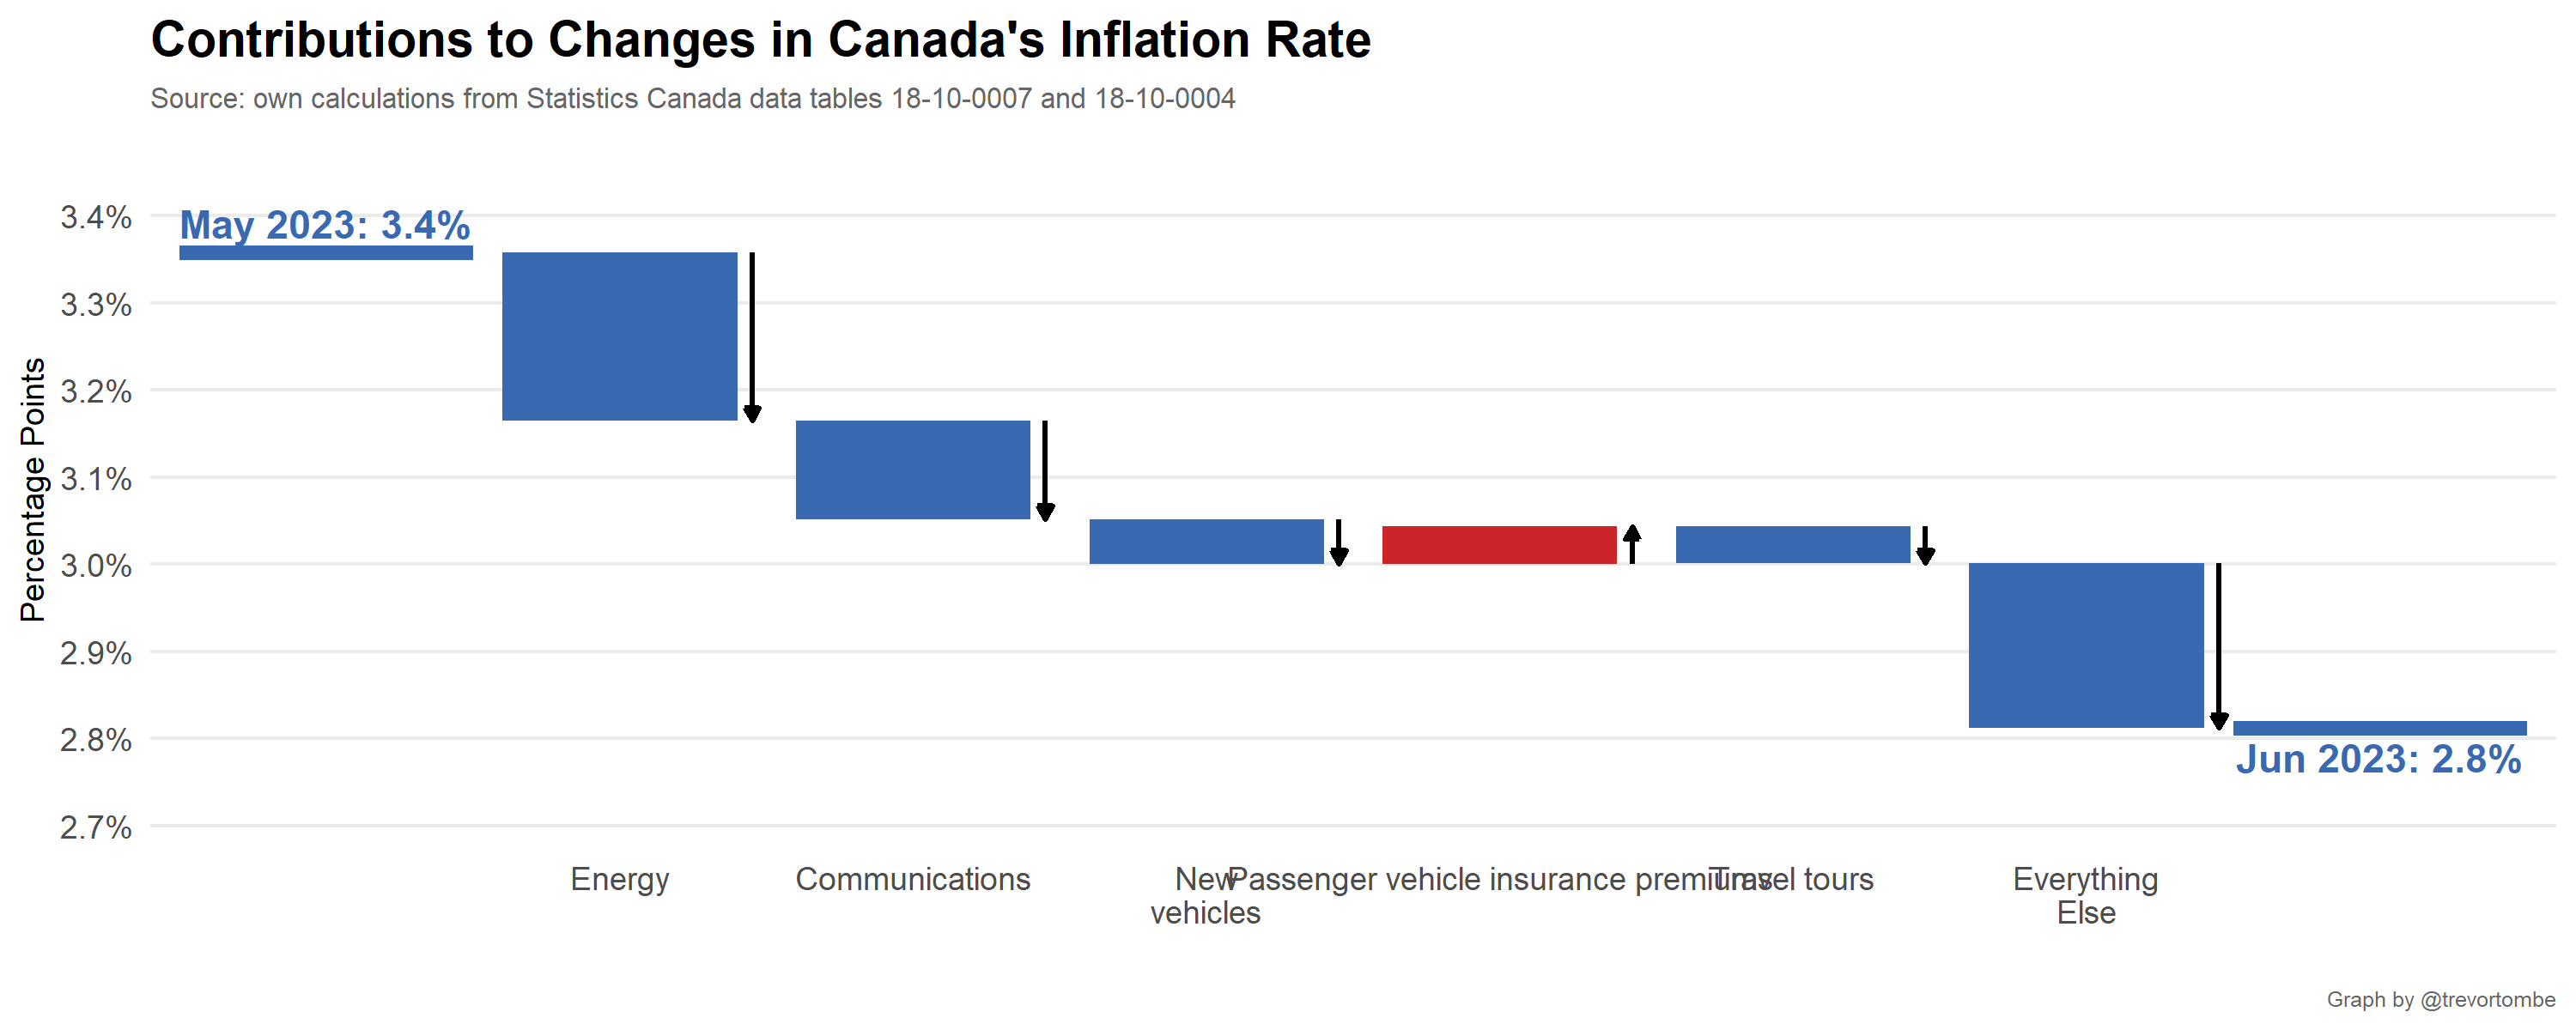 Contributions to Changes in Canada's Inflation Rate
Source: own calculations from Statistics Canada data tables 18-10-0007 and 18-10-0004
Percentage Points
3.4%
3.3%
3.2%
3.1%
3.0%
2.9%
2.8%
2.7%
May 2023: 3.4%
Jun 2023: 2.8%
Energy
Communications
New
vehicles
Passenger vehicle insurance premiums
Travel tours
Everything
Else
Graph by @trevortombe